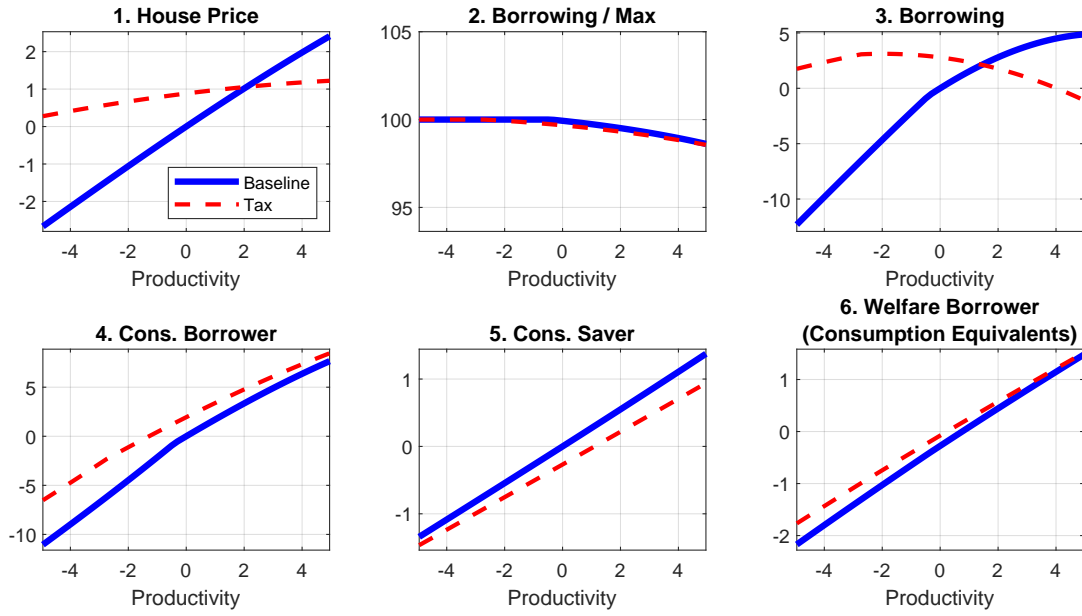 1. House Price
2
1
0
-1
-2
Baseline
Tax
-4 -2 0 2 4
Productivity
2. Borrowing / Max
105
100
95
-4 -2 0 2 4
Productivity
3. Borrowing
5
0
-5
-10
-4 -2 0 2 4
Productivity
4. Cons. Borrower
5
0
-5
-10
-4 -2 0 2 4
Productivity
5. Cons. Saver
1
0
-1
-4 -2 0 2 4
Productivity
6. Welfare Borrower
(Consumption Equivalents)
1
0
-1
-2
-4 -2 0 2 4
Productivity